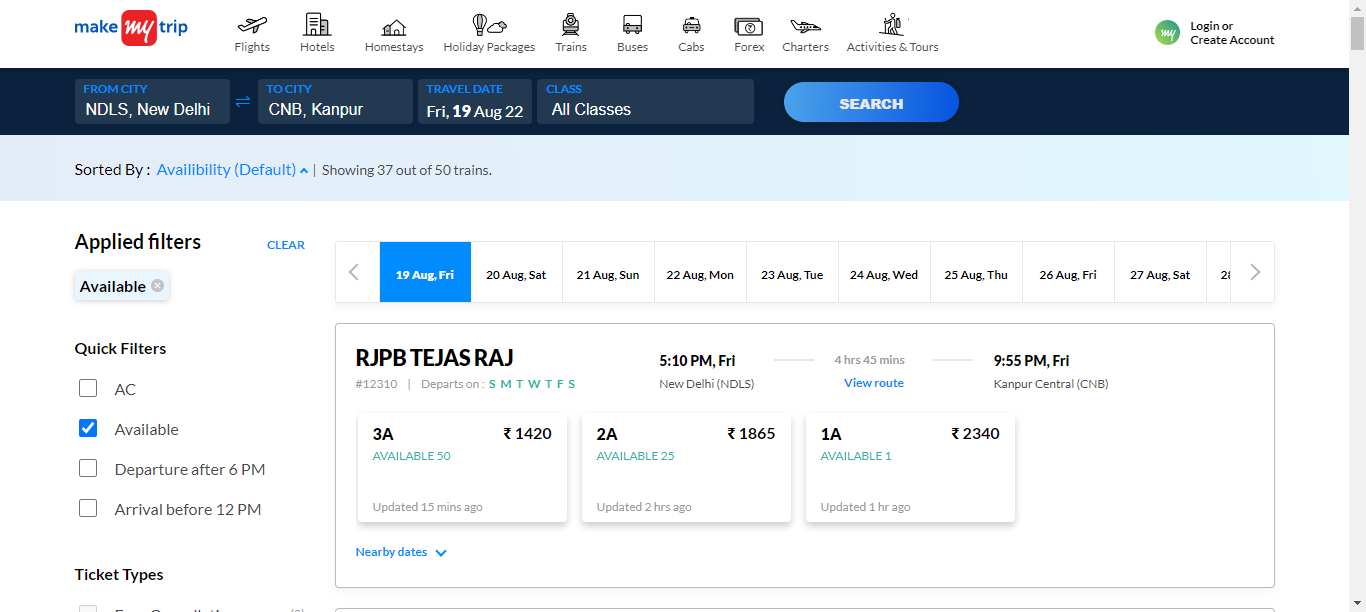 make my trip
Flights
Hotels
Homestays
Holiday Packages
Trains
Buses
Cabs
Forex
Charters
Activities & Tours
my
Login or
Create Account
FROM CITY
NDLS, New Delhi
TO CITY
CNB, Kanpur
TRAVEL DATE
Fri, 19 Aug 22
CLASS
All Classes
SEARCH
Sorted By : Availibility (Default) | Showing 37 out of 50 trains.
Applied filters
CLEAR
Available
Quick Filters
AC
Available
Departure after 6 PM
Arrival before 12 PM
Ticket Types
19 Aug, Fri
20 Aug, Sat
21 Aug, Sun
22 Aug, Mon
23 Aug, Tue
24 Aug, Wed
25 Aug, Thu
26 Aug, Fri
27 Aug, Sat
RJPB TEJAS RAJ
#12310 | Departs on : S M T W T F S
5:10 PM, Fri
New Delhi (NDLS)
4 hrs 45 mins
View route
9:55 PM, Fri
Kanpur Central (CNB)
3A ₹ 1420
AVAILABLE 50
Updated 15 mins ago
2A ₹ 1865
AVAILABLE 25
Updated 2 hrs ago
1A ₹ 2340
AVAILABLE 1
Updated 1 hr ago
Nearby dates